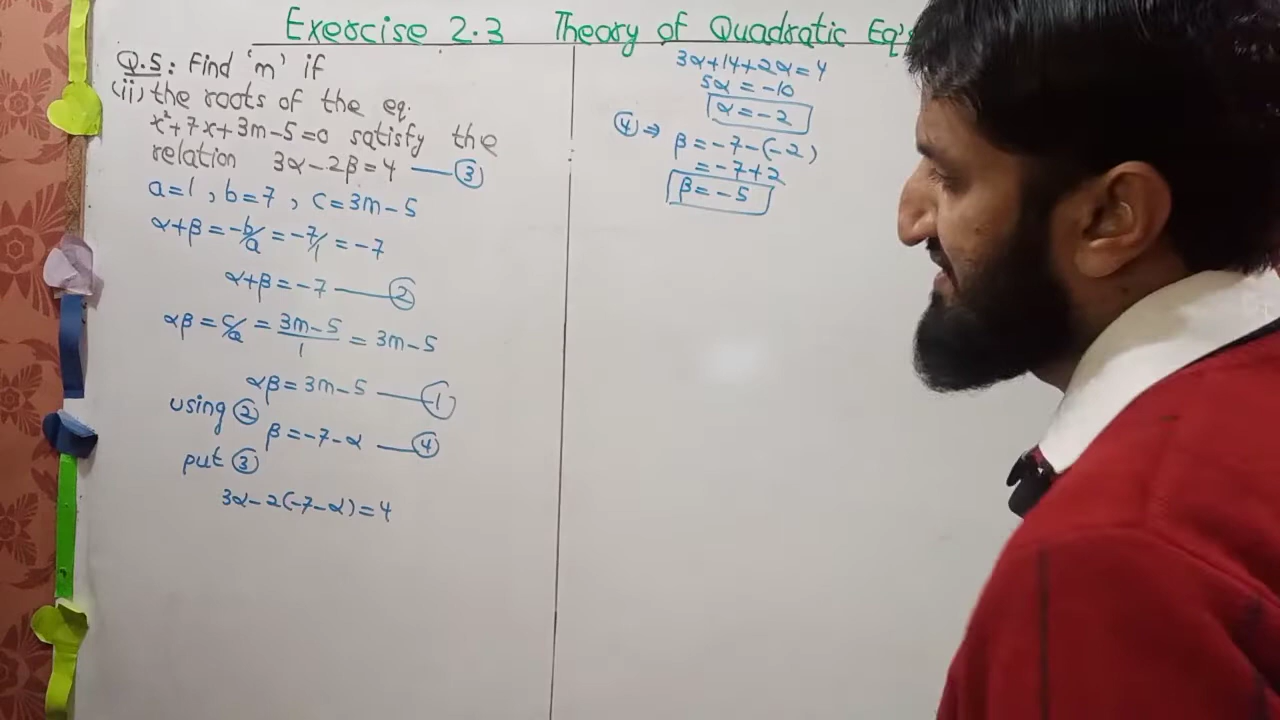 Exercise 2.3 Theory of Quadratic Eq's
Q.5: Find 'm' if
(ii) the roots of the eq.
x²+7x+3m-5=0 satisfy the
relation 3α-2β=4 — ③
a=1, b=7, c=3m-5
α+β=-b/a=-7/1=-7
α+β=-7 — ②
αβ=c/a=(3m-5)/1=3m-5
αβ=3m-5 — ①
using ②
β=-7-α — ④
put ③
3α-2(-7-α)=4
3α+14+2α=4
5α=-10
α=-2
④ ⇒ β=-7-(-2)
=-7+2
β=-5